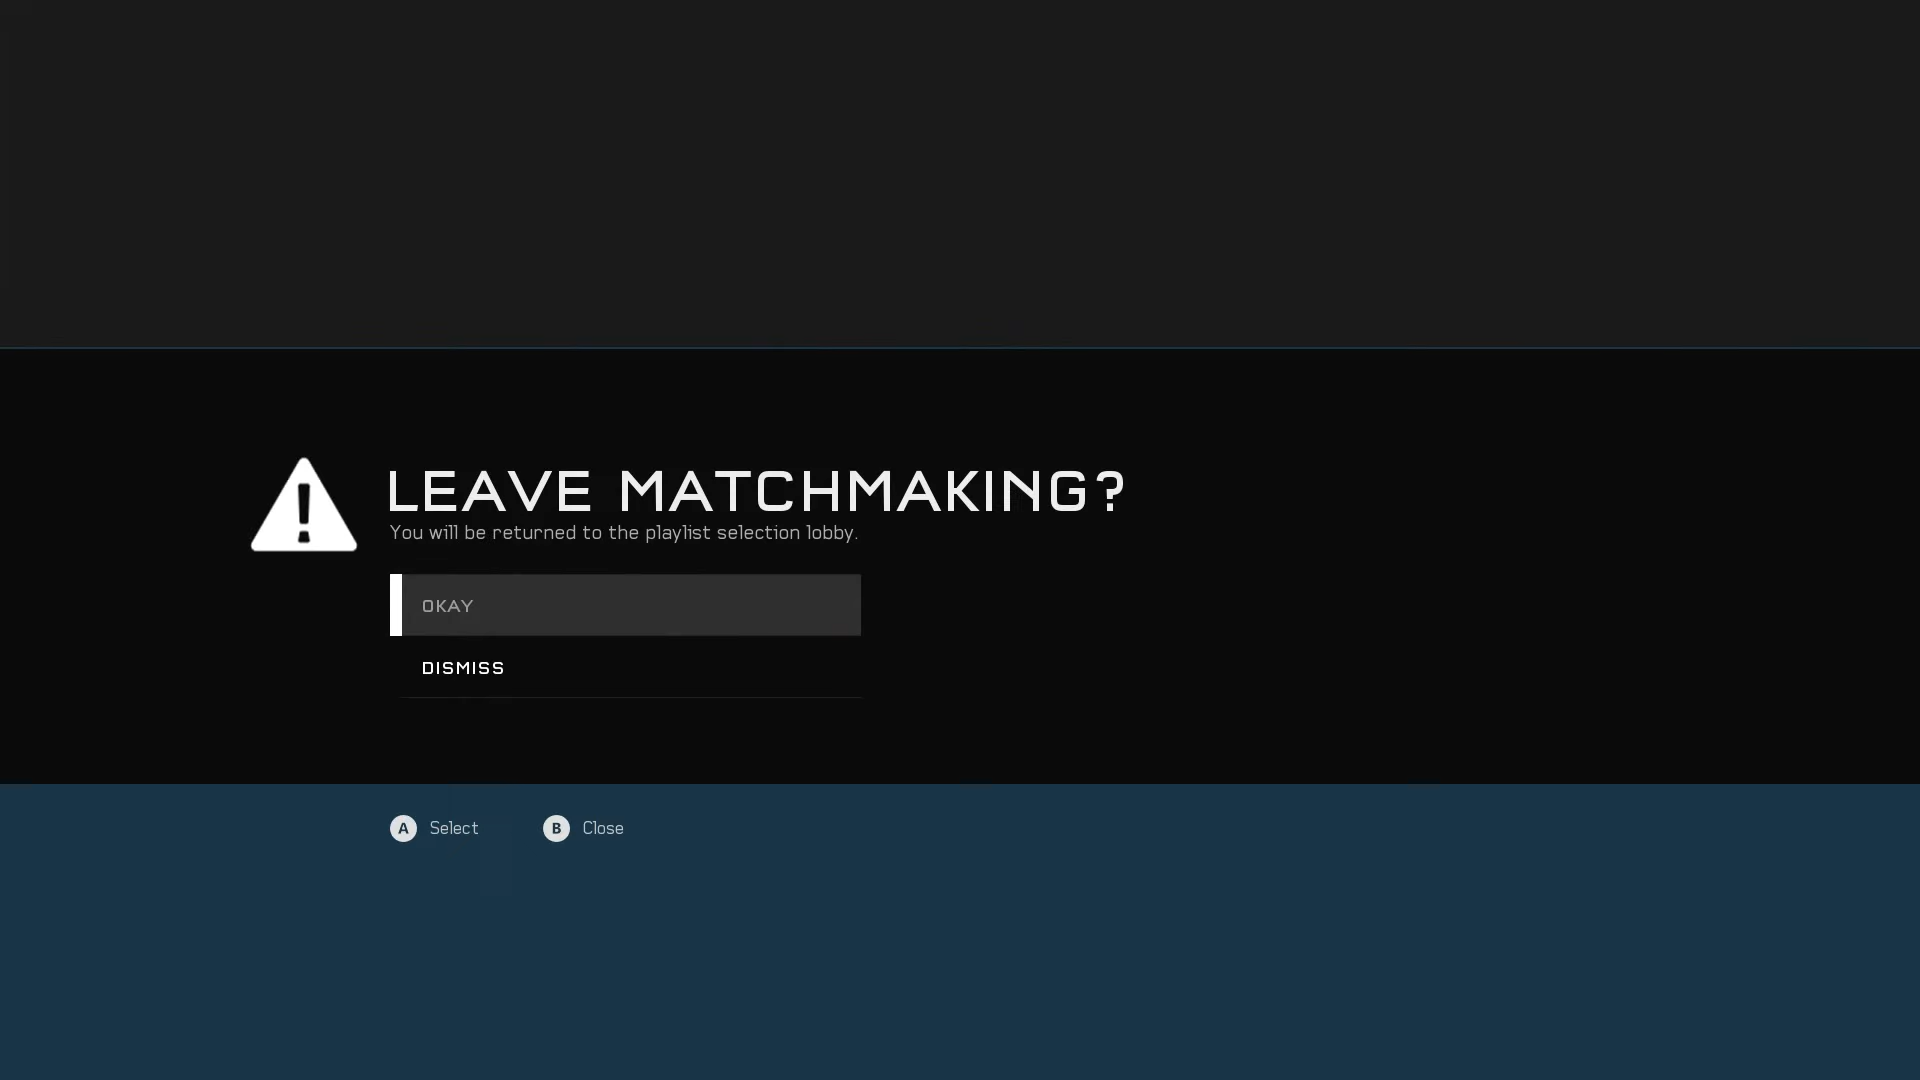 LEAVE MATCHMAKING?
You will be returned to the playlist selection lobby.
OKAY
DISMISS
A Select B Close